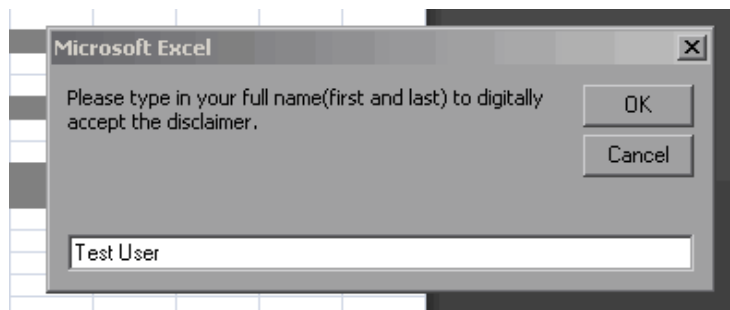 Microsoft Excel
Please type in your full name(first and last) to digitally
accept the disclaimer.
OK
Cancel
Test User